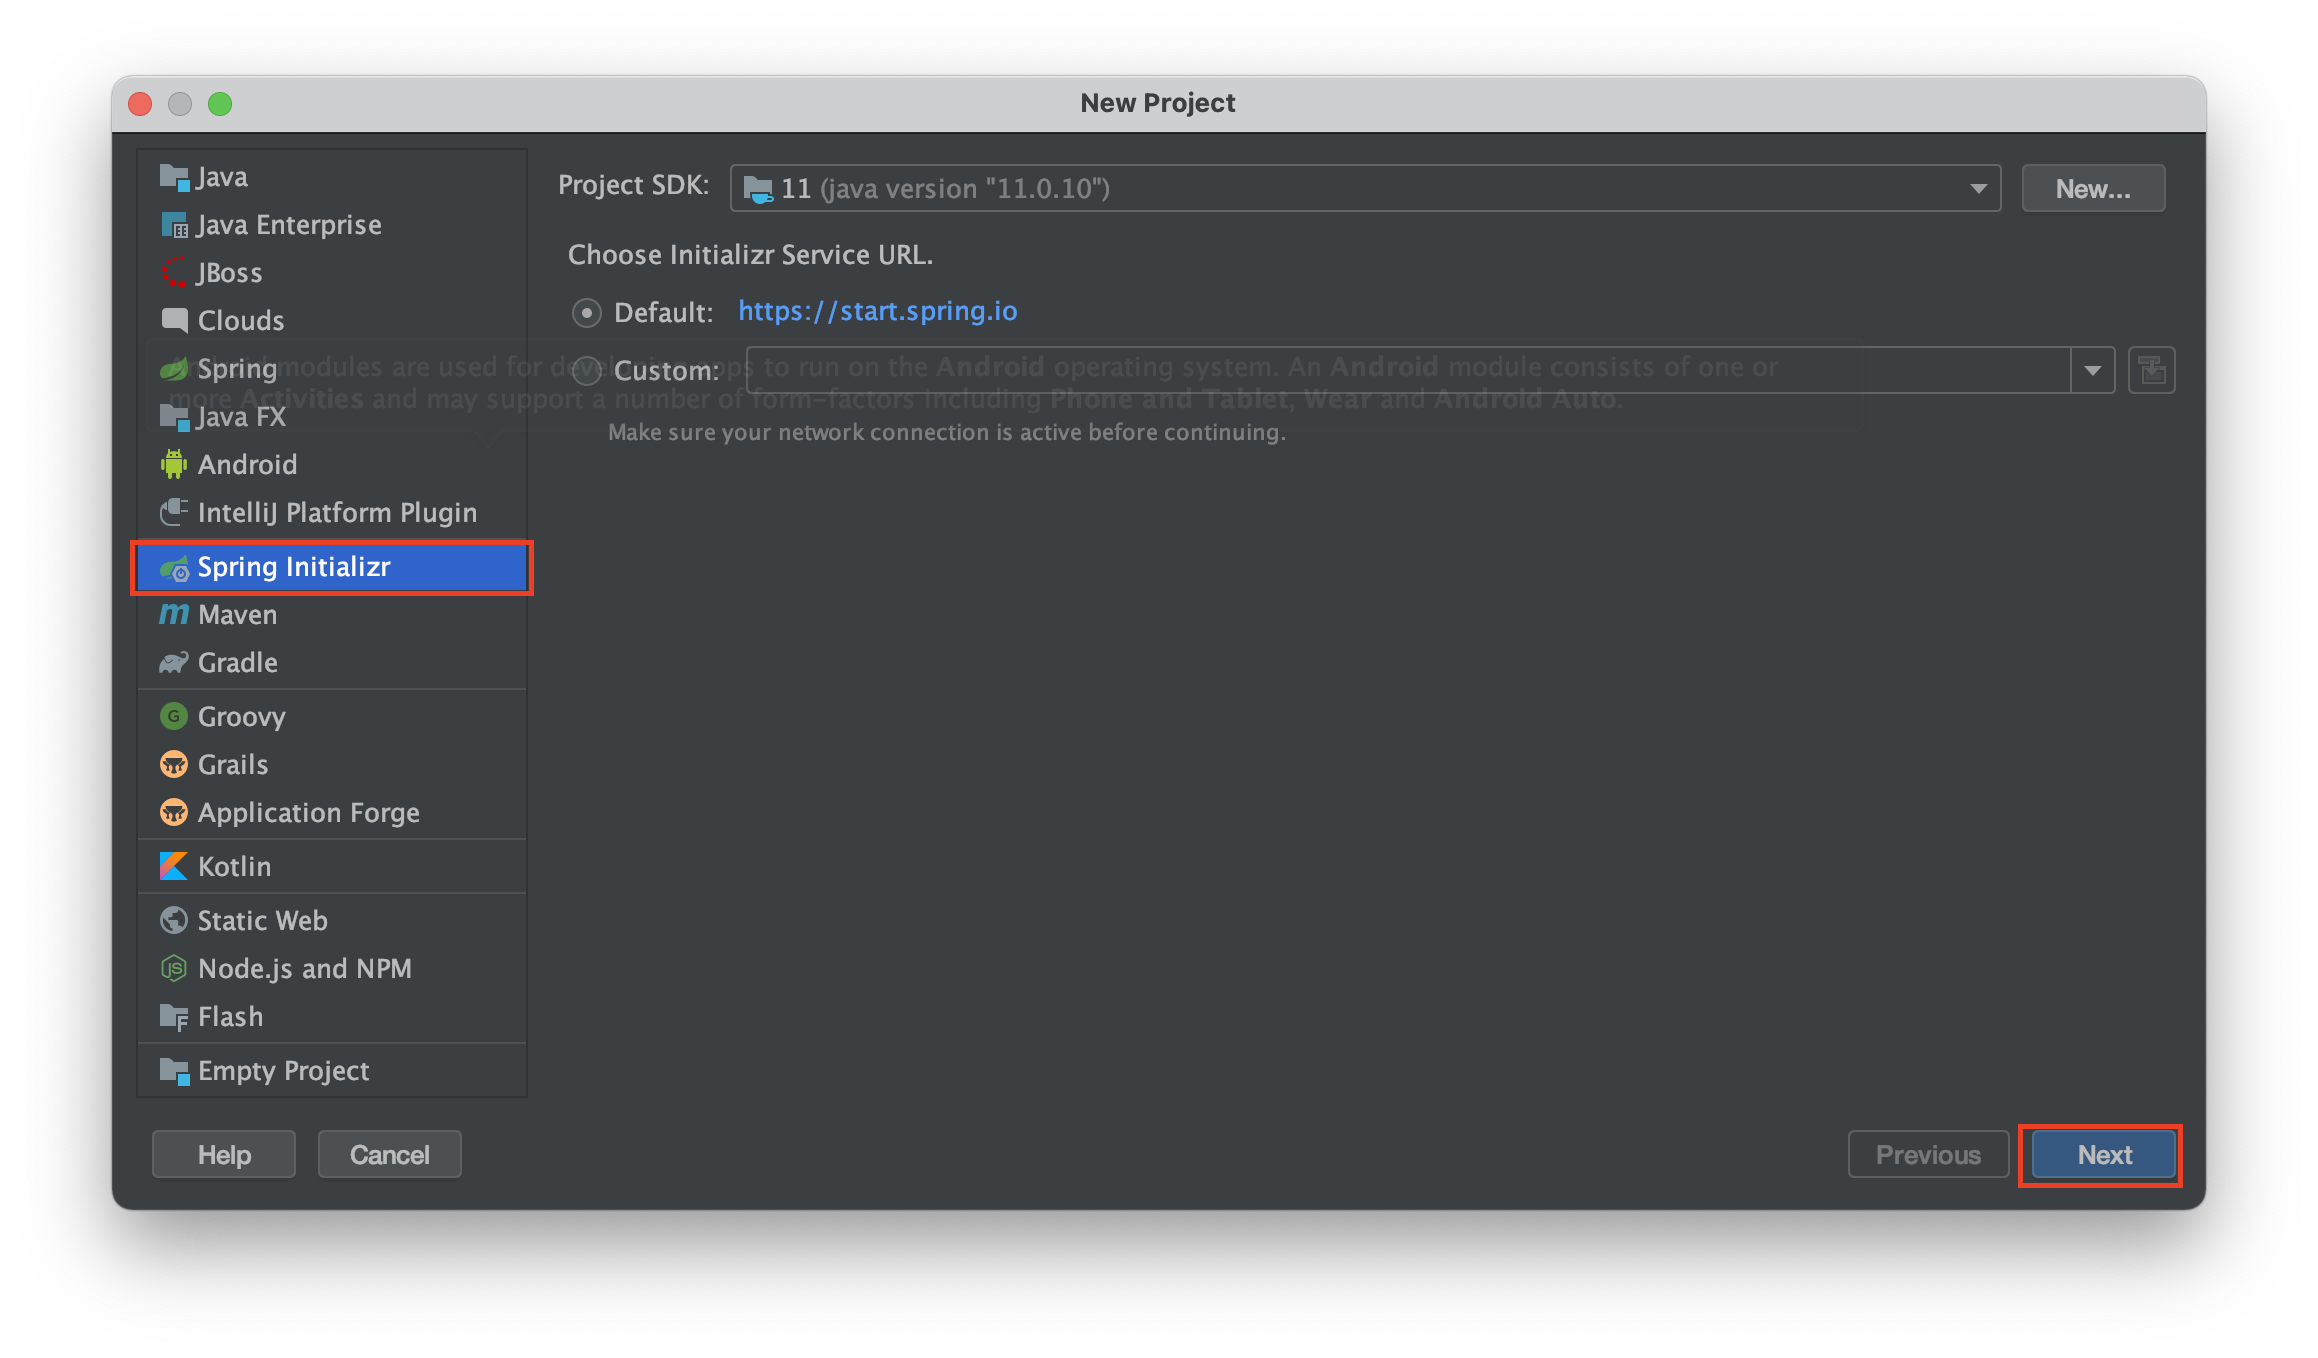 New Project
Java
Java Enterprise
JBoss
Clouds
Spring
Java FX
Android
IntelliJ Platform Plugin
Spring Initializr
Maven
Gradle
Groovy
Grails
Application Forge
Kotlin
Static Web
Node.js and NPM
Flash
Empty Project
Project SDK: 11 (java version "11.0.10") New...
Choose Initializr Service URL.
Default: https://start.spring.io
Custom:
Android modules are used for developing apps to run on the Android operating system. An Android module consists of one or
more Activities and may support a number of form-factors including Phone and Tablet, Wear and Android Auto.
Make sure your network connection is active before continuing.
Help Cancel Previous Next